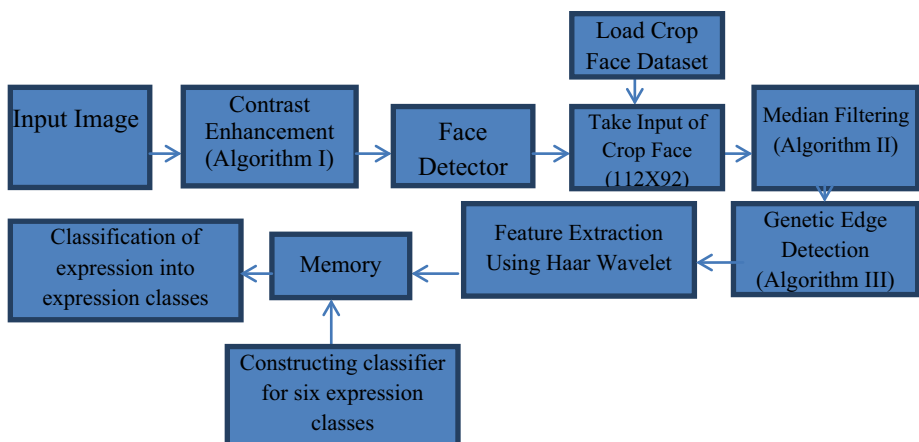 Load Crop
Face Dataset
Input Image
Contrast
Enhancement
(Algorithm I)
Face
Detector
Take Input of
Crop Face
(112X92)
Median Filtering
(Algorithm II)
Genetic Edge
Detection
(Algorithm III)
Feature Extraction
Using Haar Wavelet
Memory
Classification of
expression into
expression classes
Constructing classifier
for six expression
classes